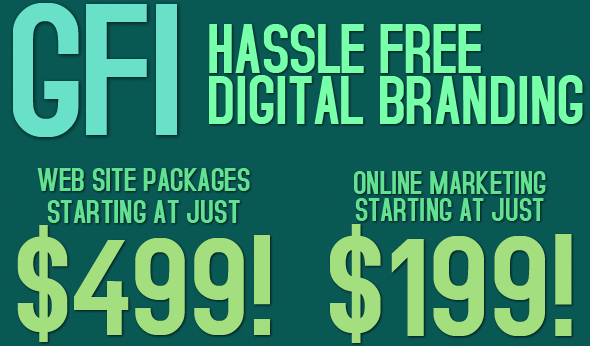 GFI
HASSLE FREE
DIGITAL BRANDING
WEB SITE PACKAGES
STARTING AT JUST
$499!
ONLINE MARKETING
STARTING AT JUST
$199!